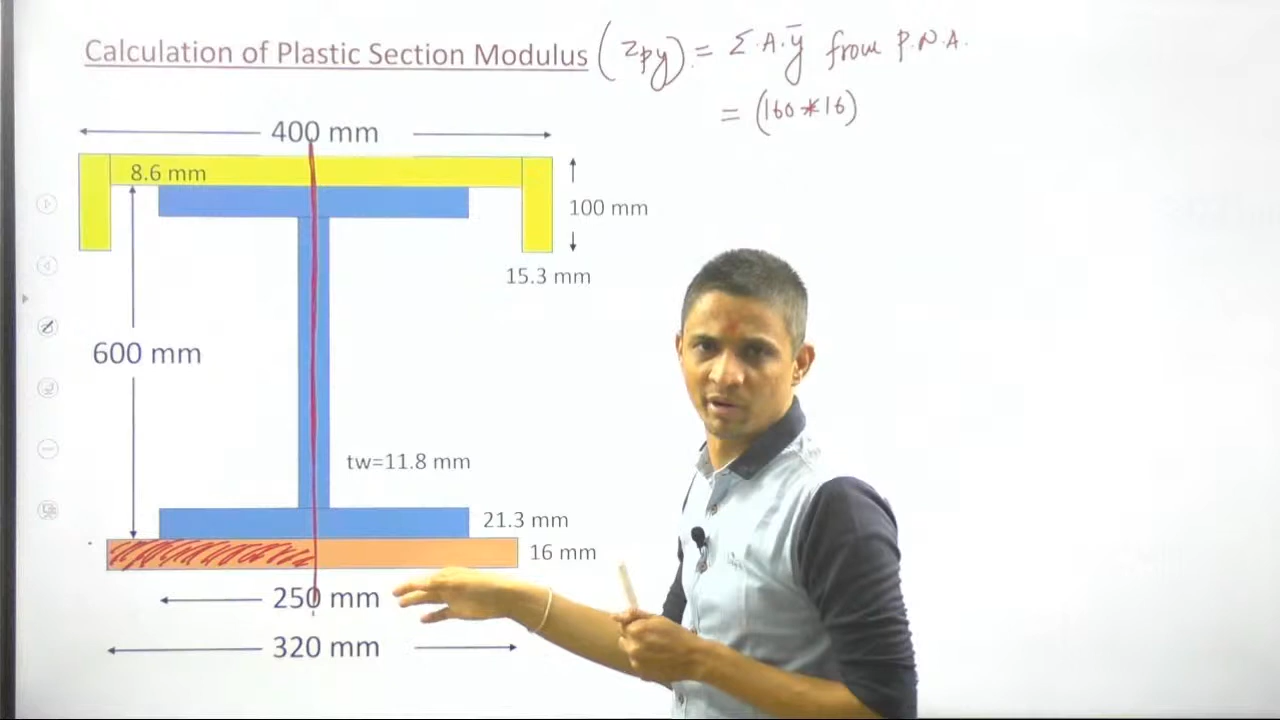 Calculation of Plastic Section Modulus (Zpy) = Σ.A.ȳ from P.N.A.
= (160*16)
400 mm
8.6 mm
100 mm
15.3 mm
600 mm
tw=11.8 mm
21.3 mm
16 mm
250 mm
320 mm